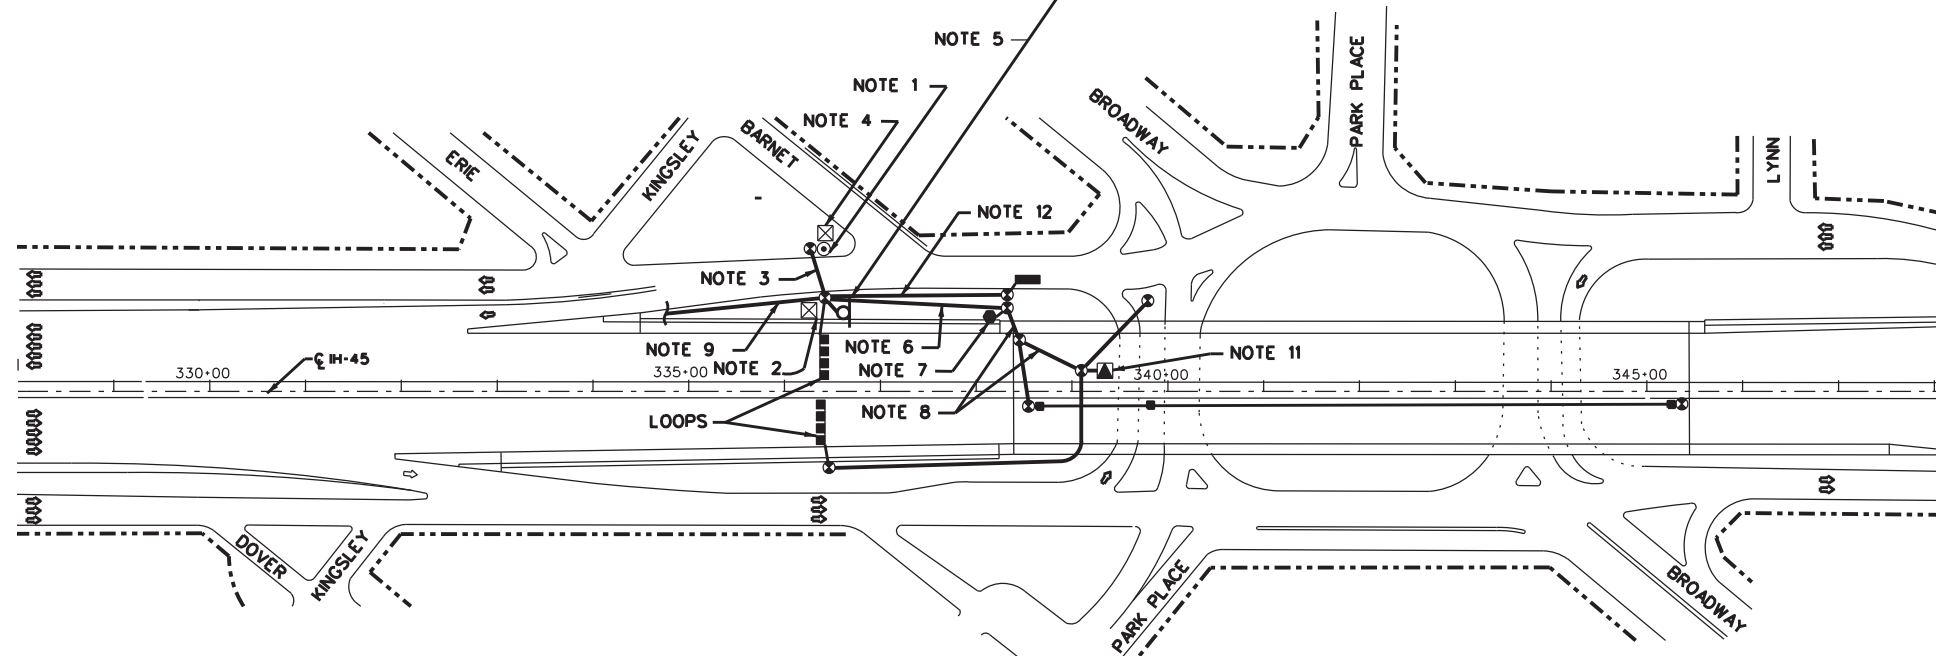 NOTE 5
NOTE 1
NOTE 4
BROADWAY
PARK PLACE
ERIE
KINGSLEY
BARNET
LYNN
NOTE 12
NOTE 3
NOTE 9
NOTE 2
NOTE 6
NOTE 7
NOTE 11
℄ IH-45
330+00
335+00
340+00
345+00
LOOPS
NOTE 8
DOVER
KINGSLEY
PARK PLACE
BROADWAY